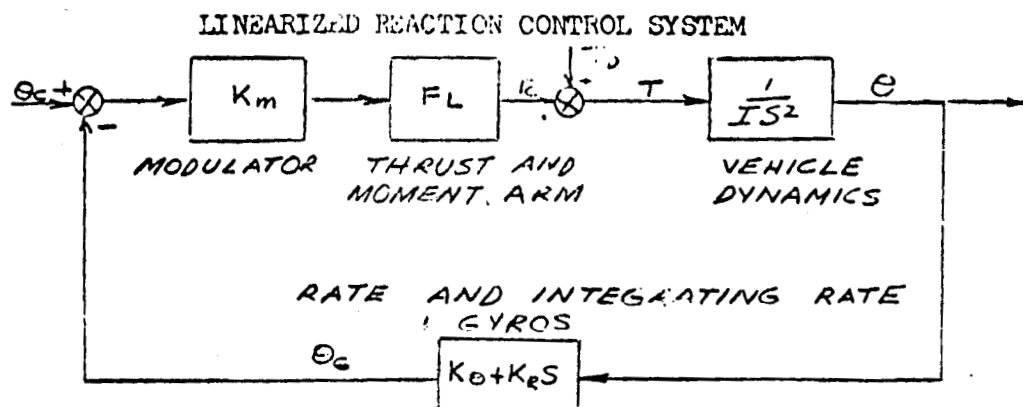 LINEARIZED REACTION CONTROL SYSTEM
θc + Km FL T 1/IS² θ
-
MODULATOR
THRUST AND
MOMENT ARM
VEHICLE
DYNAMICS
RATE AND INTEGRATING RATE
GYROS
θG
Kθ+KRS